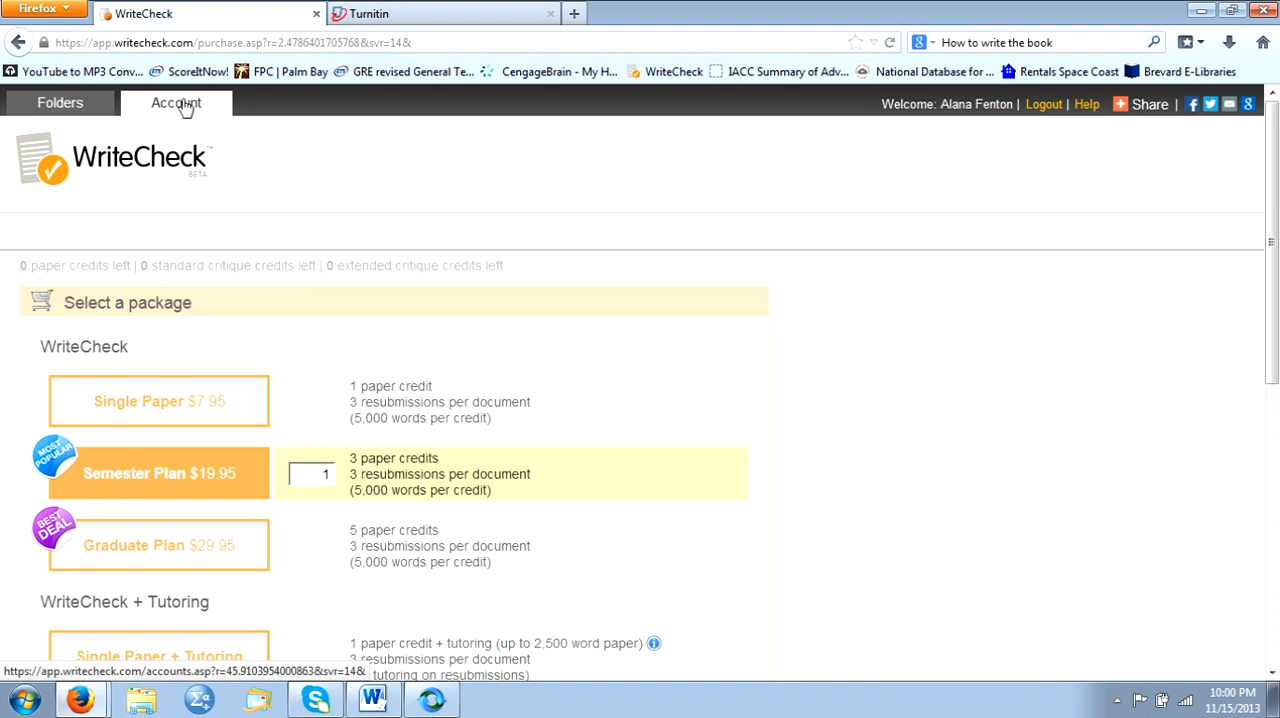 Firefox
WriteCheck
Turnitin
https://app.writecheck.com/purchase.asp?r=2.4786401705768&svr=14&
How to write the book
YouTube to MP3 Conv...
ScoreItNow!
FPC | Palm Bay
GRE revised General Te...
CengageBrain - My H...
WriteCheck
IACC Summary of Adv...
National Database for ...
Rentals Space Coast
Brevard E-Libraries
Folders
Account
Welcome: Alana Fenton | Logout | Help
Share |
WriteCheck™
BETA
0 paper credits left | 0 standard critique credits left | 0 extended critique credits left
Select a package
WriteCheck
Single Paper $7.95
1 paper credit
3 resubmissions per document
(5,000 words per credit)
MOST POPULAR
Semester Plan $19.95
1
3 paper credits
3 resubmissions per document
(5,000 words per credit)
BEST DEAL
Graduate Plan $29.95
5 paper credits
3 resubmissions per document
(5,000 words per credit)
WriteCheck + Tutoring
Single Paper + Tutoring
1 paper credit + tutoring (up to 2,500 word paper)
3 resubmissions per document
tutoring on resubmissions)
https://app.writecheck.com/accounts.asp?r=45.9103954000863&svr=14&
10:00 PM
11/15/2013